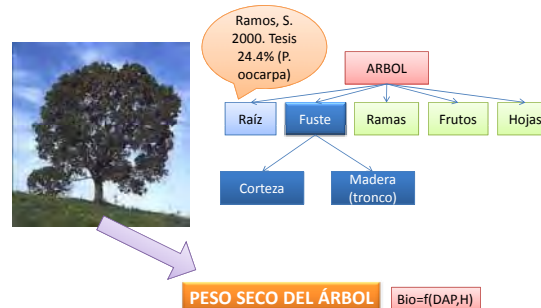 Ramos, S.
2000. Tesis
24.4% (P.
oocarpa)
ARBOL
Raíz
Fuste
Ramas
Frutos
Hojas
Corteza
Madera
(tronco)
PESO SECO DEL ÁRBOL
Bio=f(DAP,H)